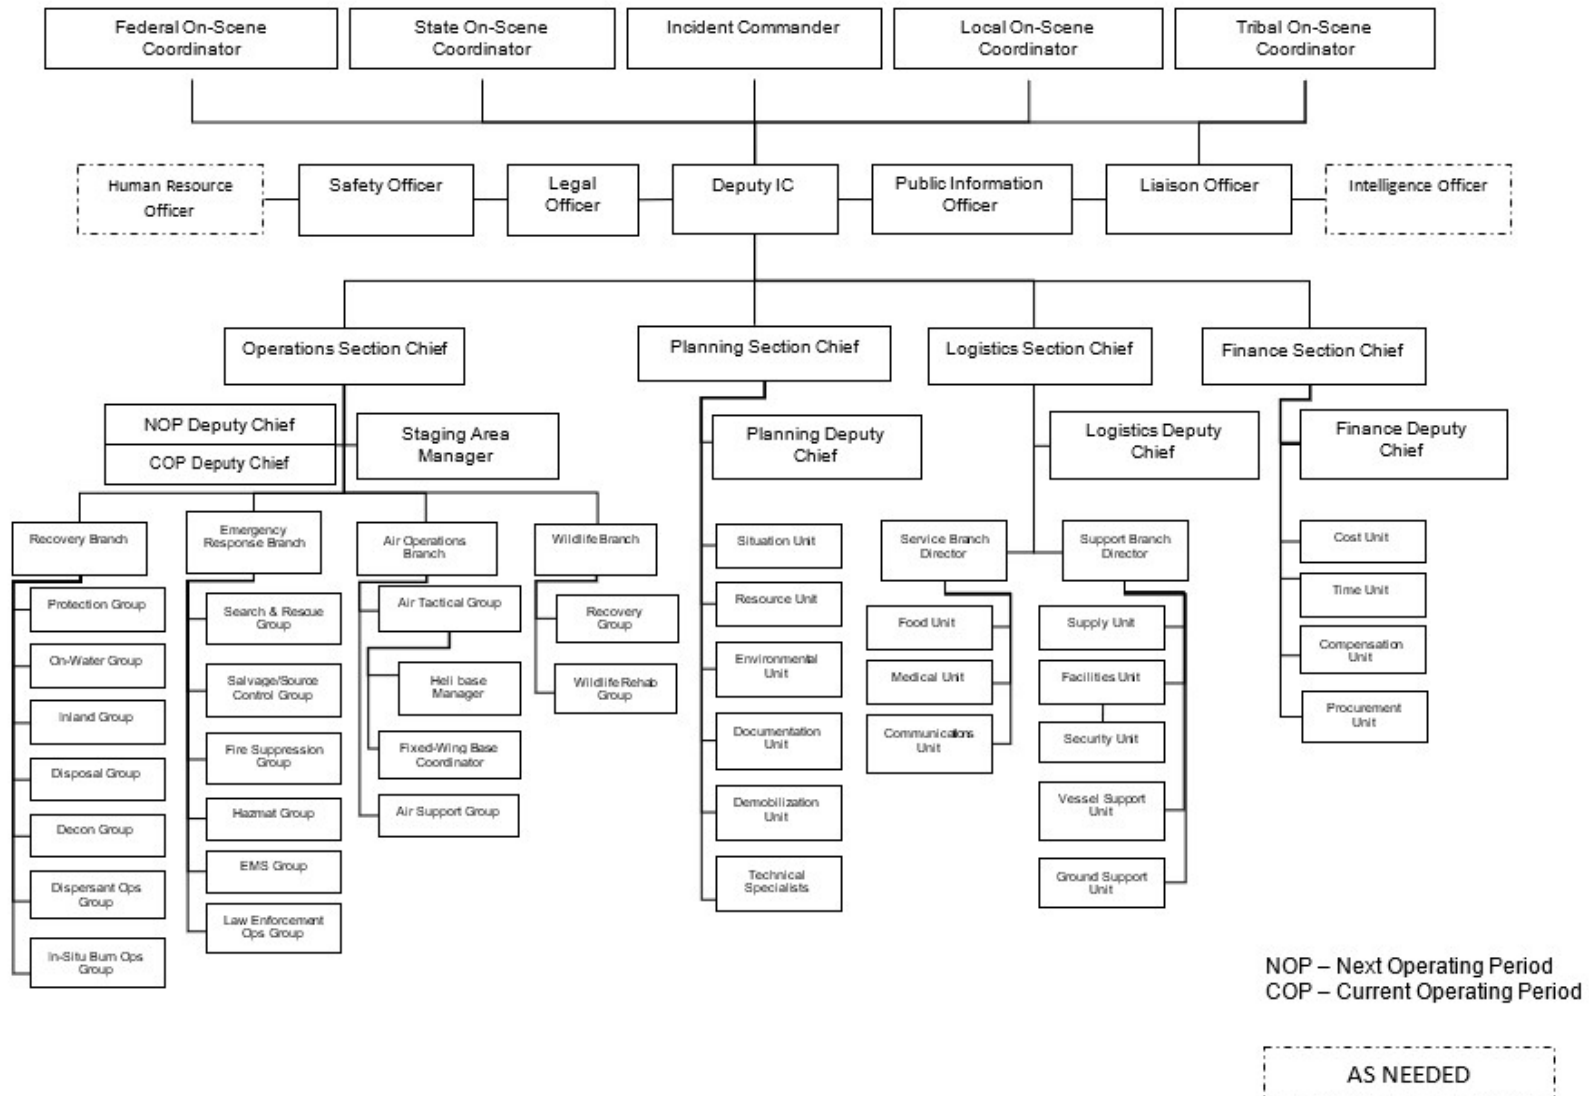 Federal On-Scene
Coordinator
State On-Scene
Coordinator
Incident Commander
Local On-Scene
Coordinator
Tribal On-Scene
Coordinator
Human Resource
Officer
Safety Officer
Legal
Officer
Deputy IC
Public Information
Officer
Liaison Officer
Intelligence Officer
Operations Section Chief
Planning Section Chief
Logistics Section Chief
Finance Section Chief
NOP Deputy Chief
COP Deputy Chief
Staging Area
Manager
Planning Deputy
Chief
Logistics Deputy
Chief
Finance Deputy
Chief
Recovery Branch
Protection Group
On-Water Group
Inland Group
Disposal Group
Decon Group
Dispersant Ops
Group
In-Situ Burn Ops
Group
Emergency
Response Branch
Search & Rescue
Group
Salvage/Source
Control Group
Fire Suppression
Group
Hazmat Group
EMS Group
Law Enforcement
Ops Group
Air Operations
Branch
Air Tactical Group
Heli base
Manager
Fixed-Wing Base
Coordinator
Air Support Group
Wildlife Branch
Recovery
Group
Wildlife Rehab
Group
Situation Unit
Resource Unit
Environmental
Unit
Documentation
Unit
Demobilization
Unit
Technical
Specialists
Service Branch
Director
Food Unit
Medical Unit
Communications
Unit
Support Branch
Director
Supply Unit
Facilities Unit
Security Unit
Vessel Support
Unit
Ground Support
Unit
Cost Unit
Time Unit
Compensation
Unit
Procurement
Unit
NOP – Next Operating Period
COP – Current Operating Period
AS NEEDED